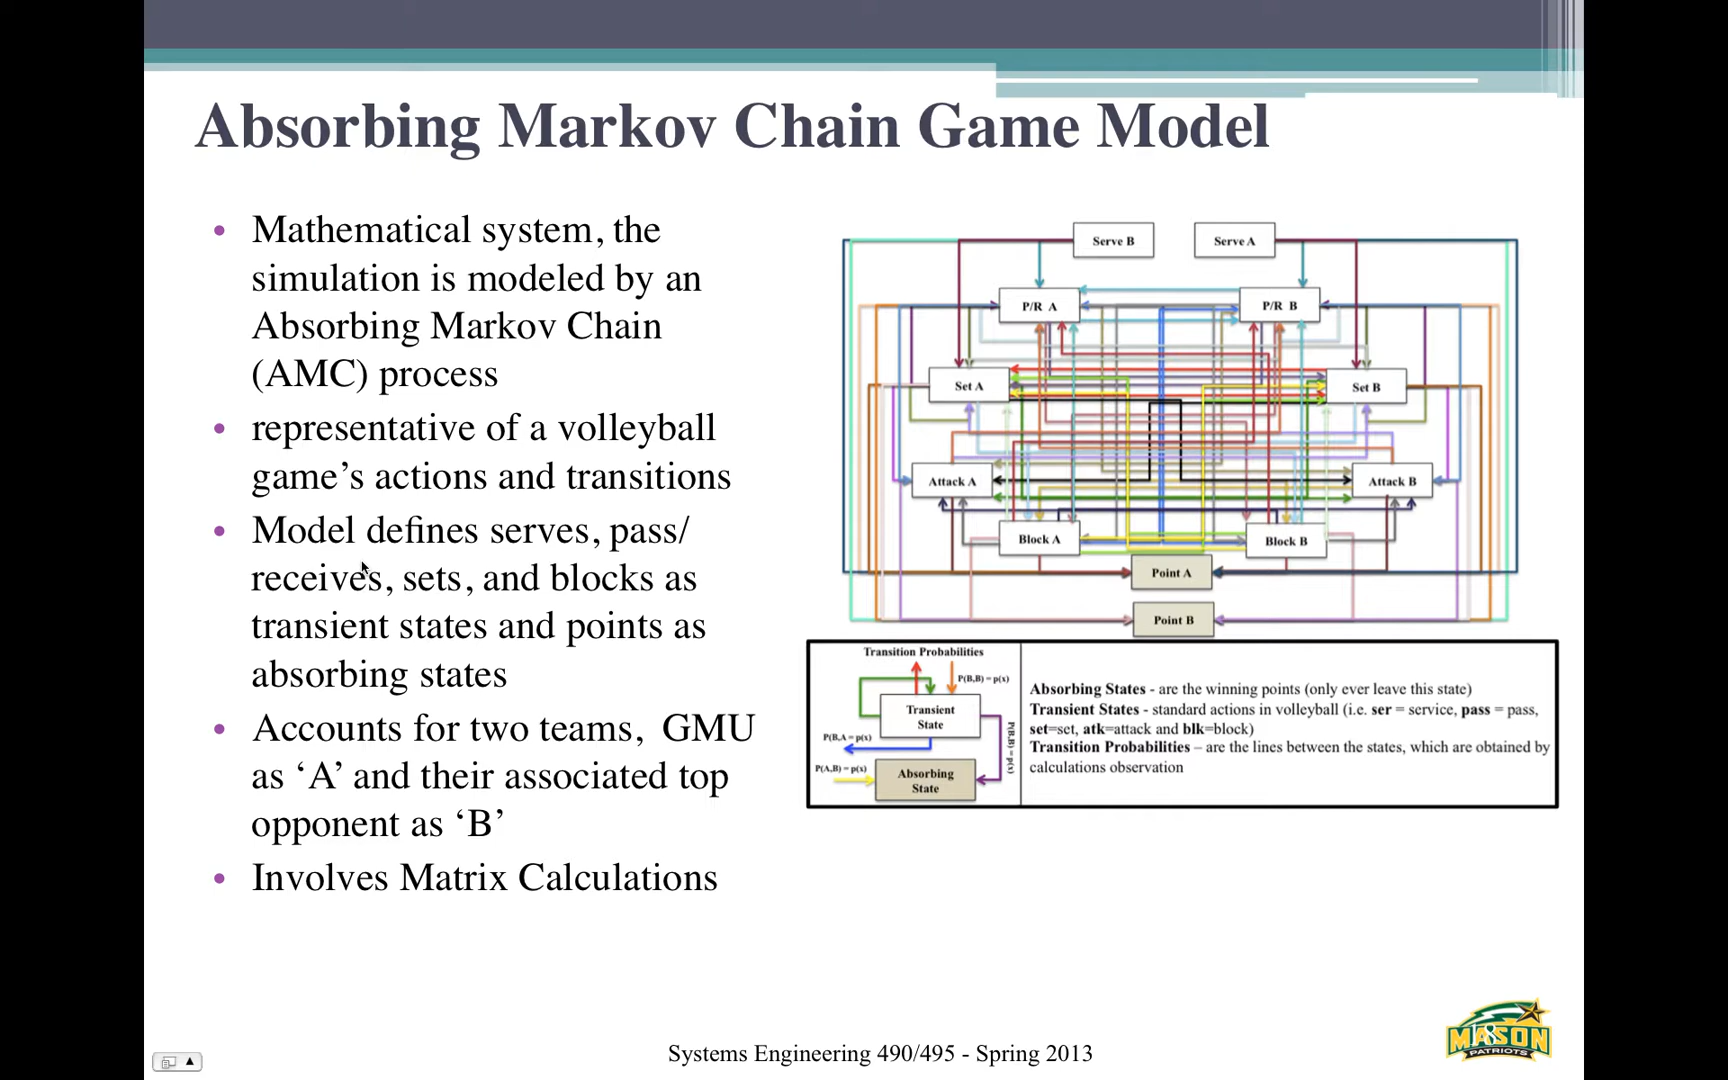 Absorbing Markov Chain Game Model
• Mathematical system, the
simulation is modeled by an
Absorbing Markov Chain
(AMC) process
• representative of a volleyball
game’s actions and transitions
• Model defines serves, pass/
receives, sets, and blocks as
transient states and points as
absorbing states
• Accounts for two teams, GMU
as ‘A’ and their associated top
opponent as ‘B’
• Involves Matrix Calculations
Serve B
Serve A
P/R A
P/R B
Set A
Set B
Attack A
Attack B
Block A
Block B
Point A
Point B
Transition Probabilities
P(B,B) = p(x)
Transient
State
P(B,A = p(x)
P(B,B) = p(x)
P(A,B) = p(x)
Absorbing
State
Absorbing States - are the winning points (only ever leave this state)
Transient States - standard actions in volleyball (i.e. ser = service, pass = pass,
set=set, atk=attack and blk=block)
Transition Probabilities – are the lines between the states, which are obtained by
calculations observation
Systems Engineering 490/495 - Spring 2013
MASON
PATRIOTS